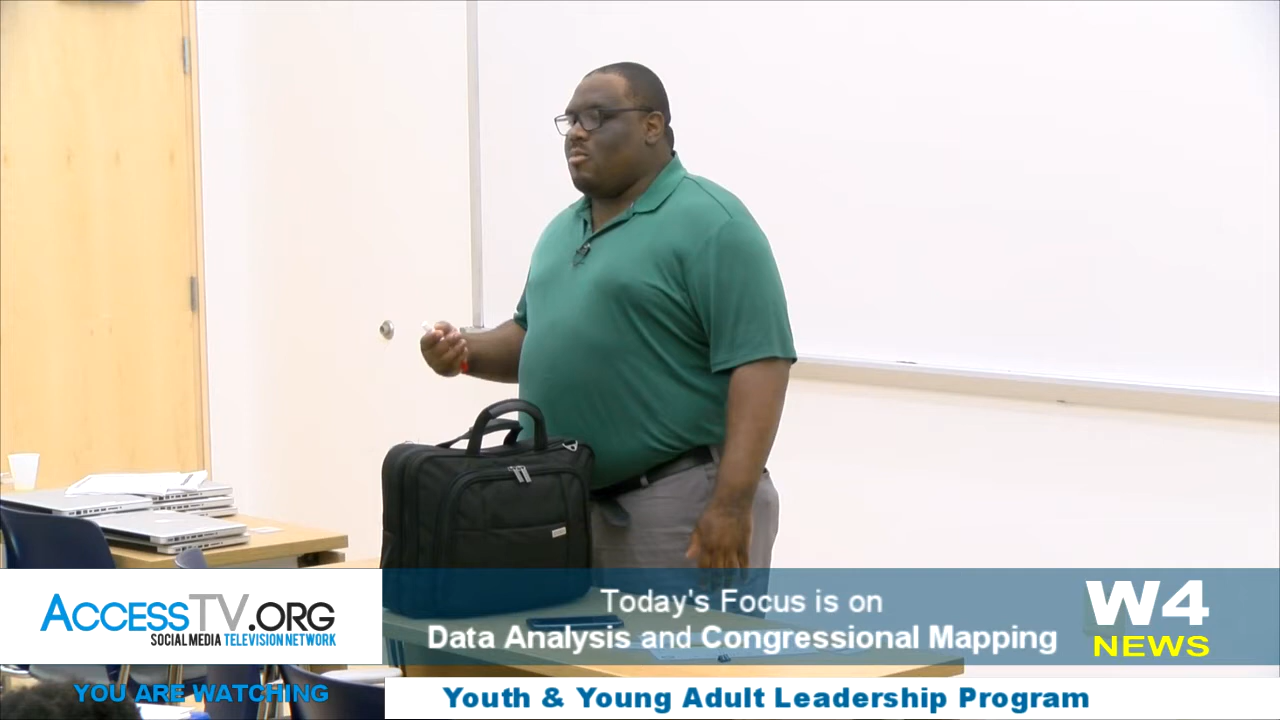 ACCESSTV.ORG
SOCIAL MEDIA TELEVISION NETWORK
Today's Focus is on
Data Analysis and Congressional Mapping
W4
NEWS
YOU ARE WATCHING
Youth & Young Adult Leadership Program